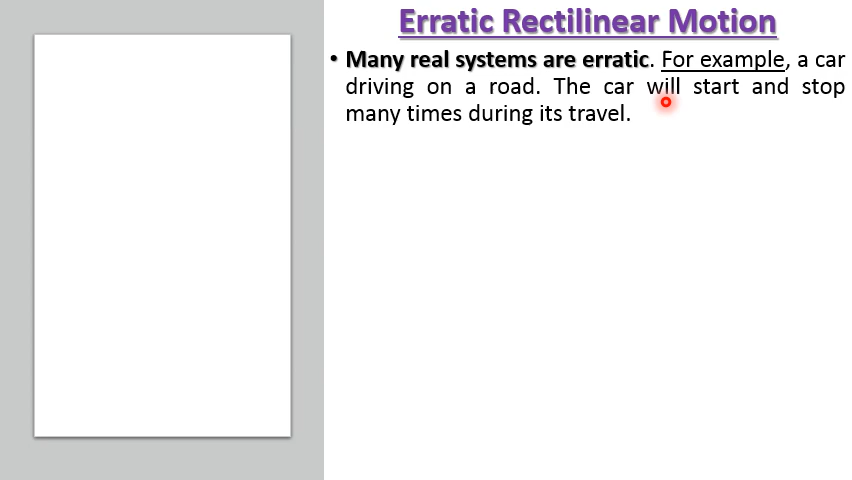 Erratic Rectilinear Motion
• Many real systems are erratic. For example, a car
driving on a road. The car will start and stop
many times during its travel.